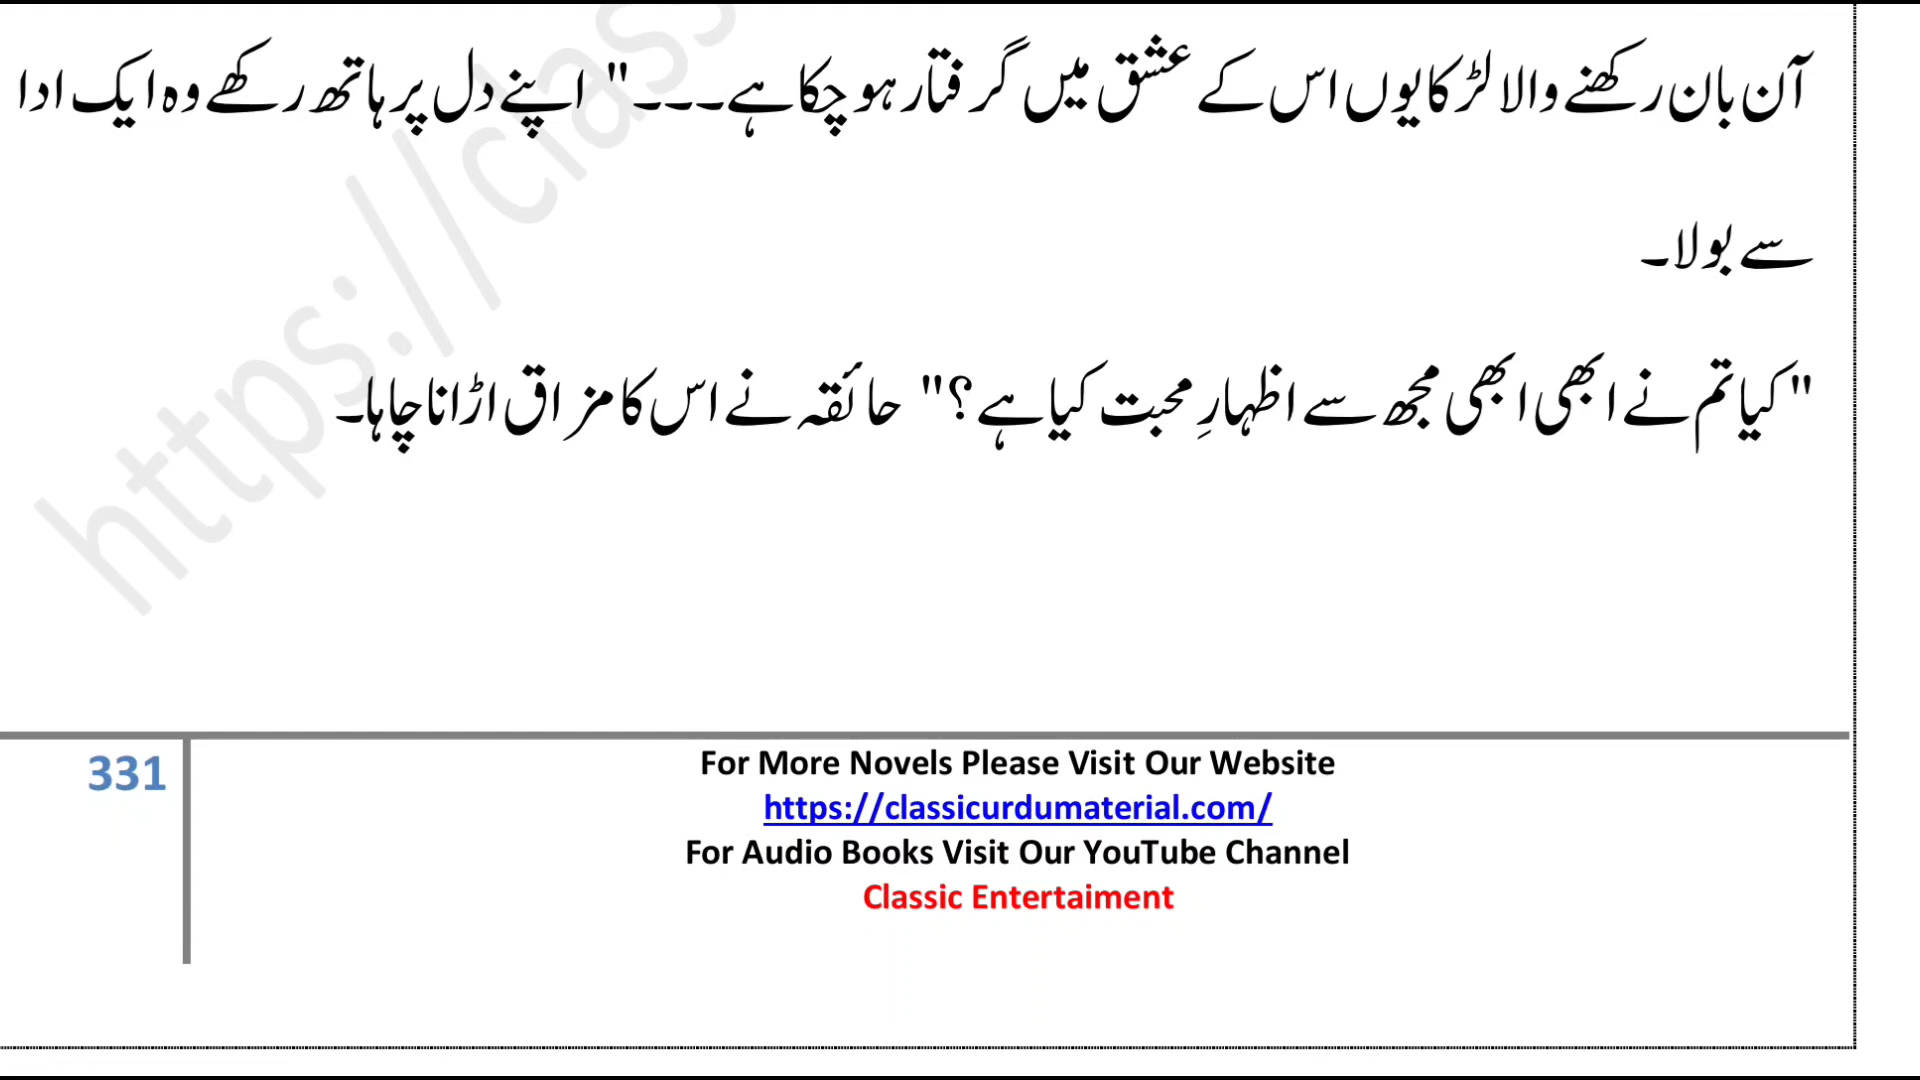 آن بان رکھنے والا لڑکا یوں اس کے عشق میں گرفتار ہو چکا ہے۔۔۔" اپنے دل پر ہاتھ رکھے وہ ایک ادا
سے بولا۔
"کیا تم نے ابھی ابھی مجھ سے اظہارِ محبت کیا ہے؟" حائقہ نے اس کا مزاق اڑانا چاہا۔
https://class
331
For More Novels Please Visit Our Website
https://classicurdumaterial.com/
For Audio Books Visit Our YouTube Channel
Classic Entertaiment